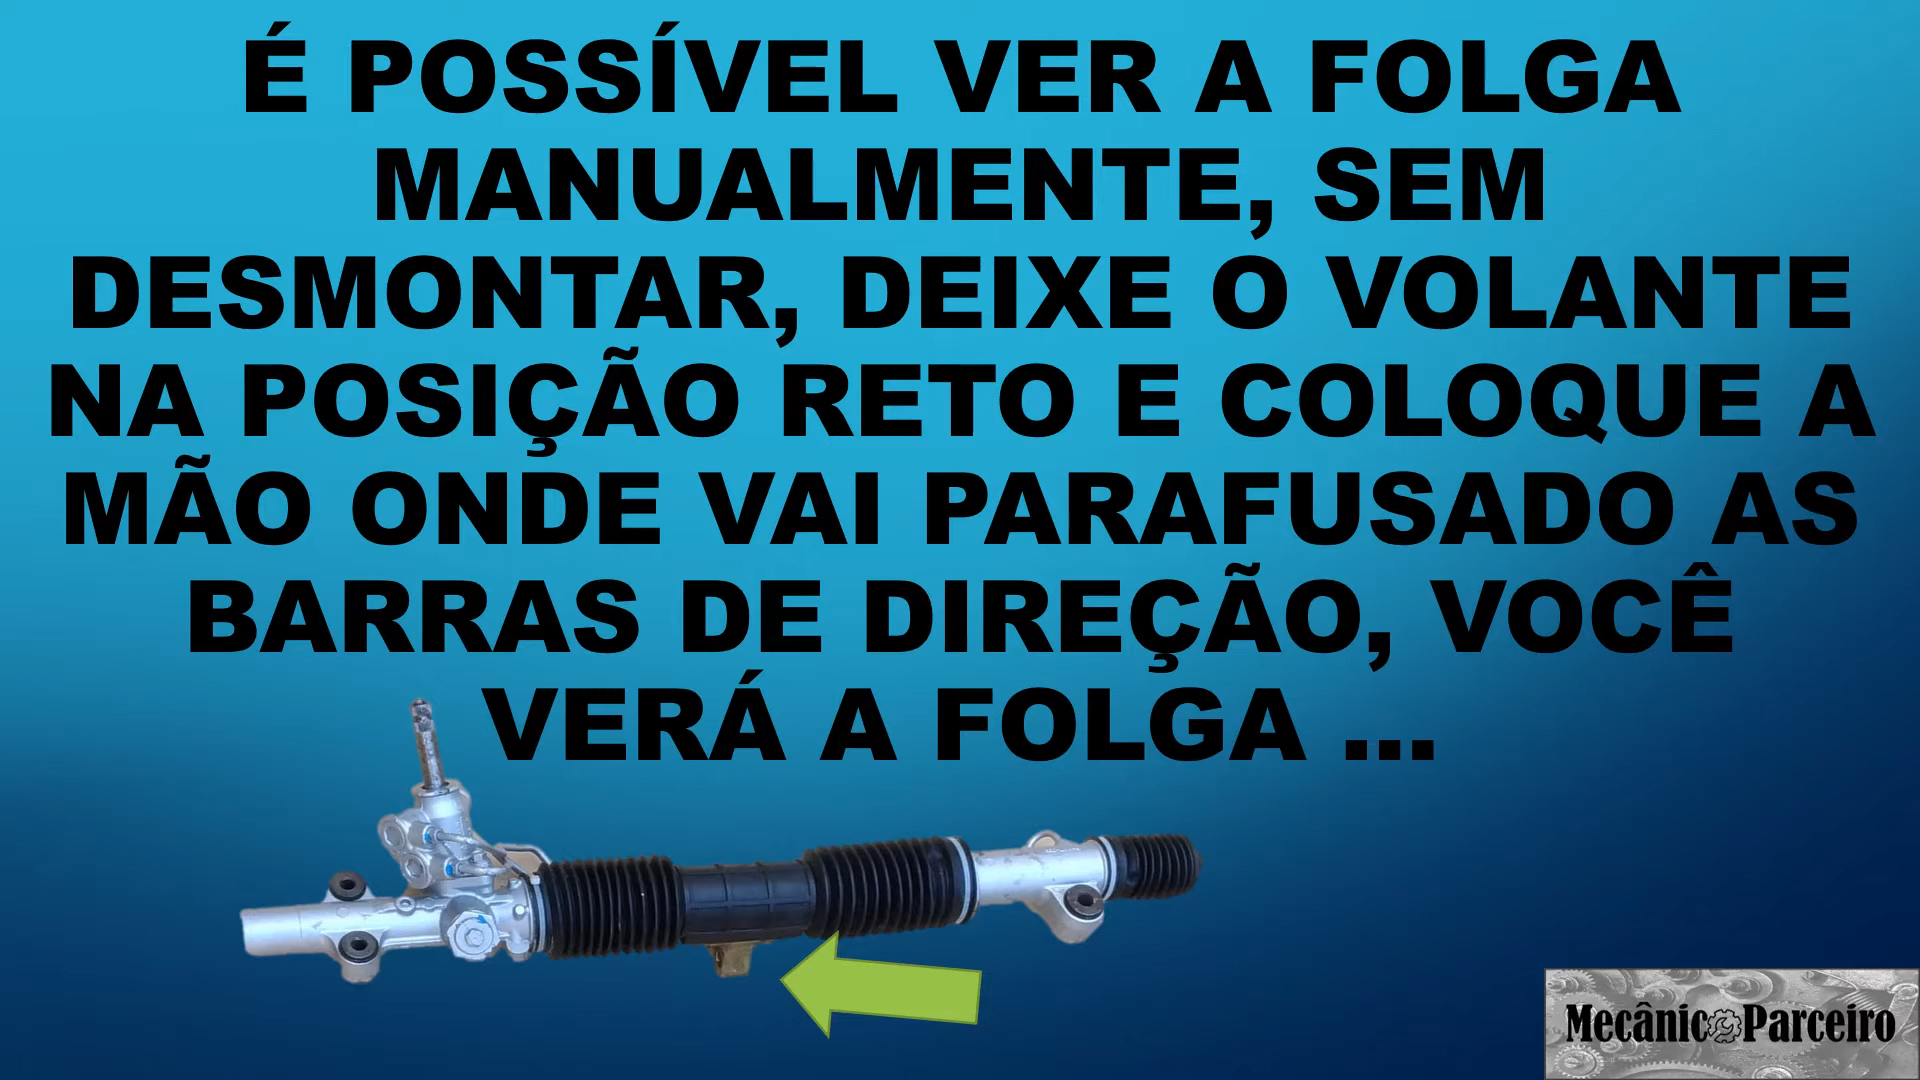 É POSSÍVEL VER A FOLGA
MANUALMENTE, SEM
DESMONTAR, DEIXE O VOLANTE
NA POSIÇÃO RETO E COLOQUE A
MÃO ONDE VAI PARAFUSADO AS
BARRAS DE DIREÇÃO, VOCÊ
VERÁ A FOLGA ...
Mecânico Parceiro